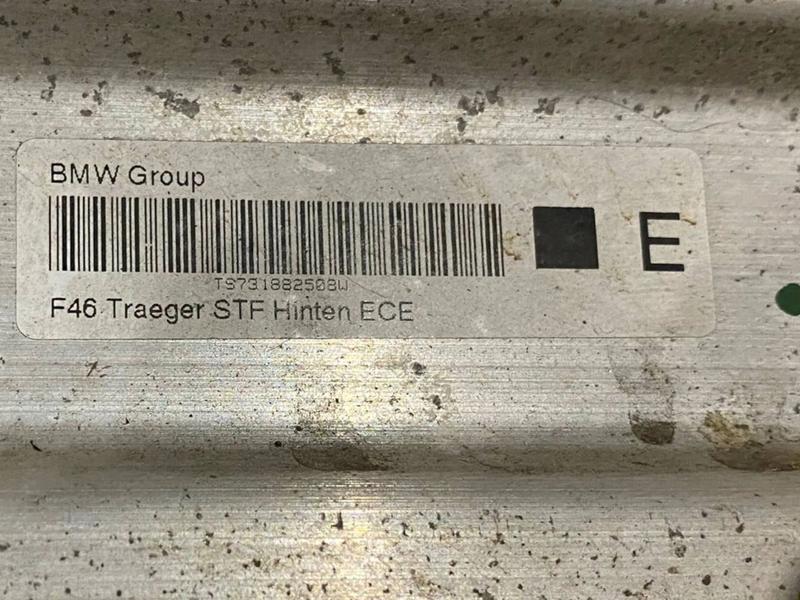 BMW Group
E
TS731882508W
F46 Traeger STF Hinten ECE